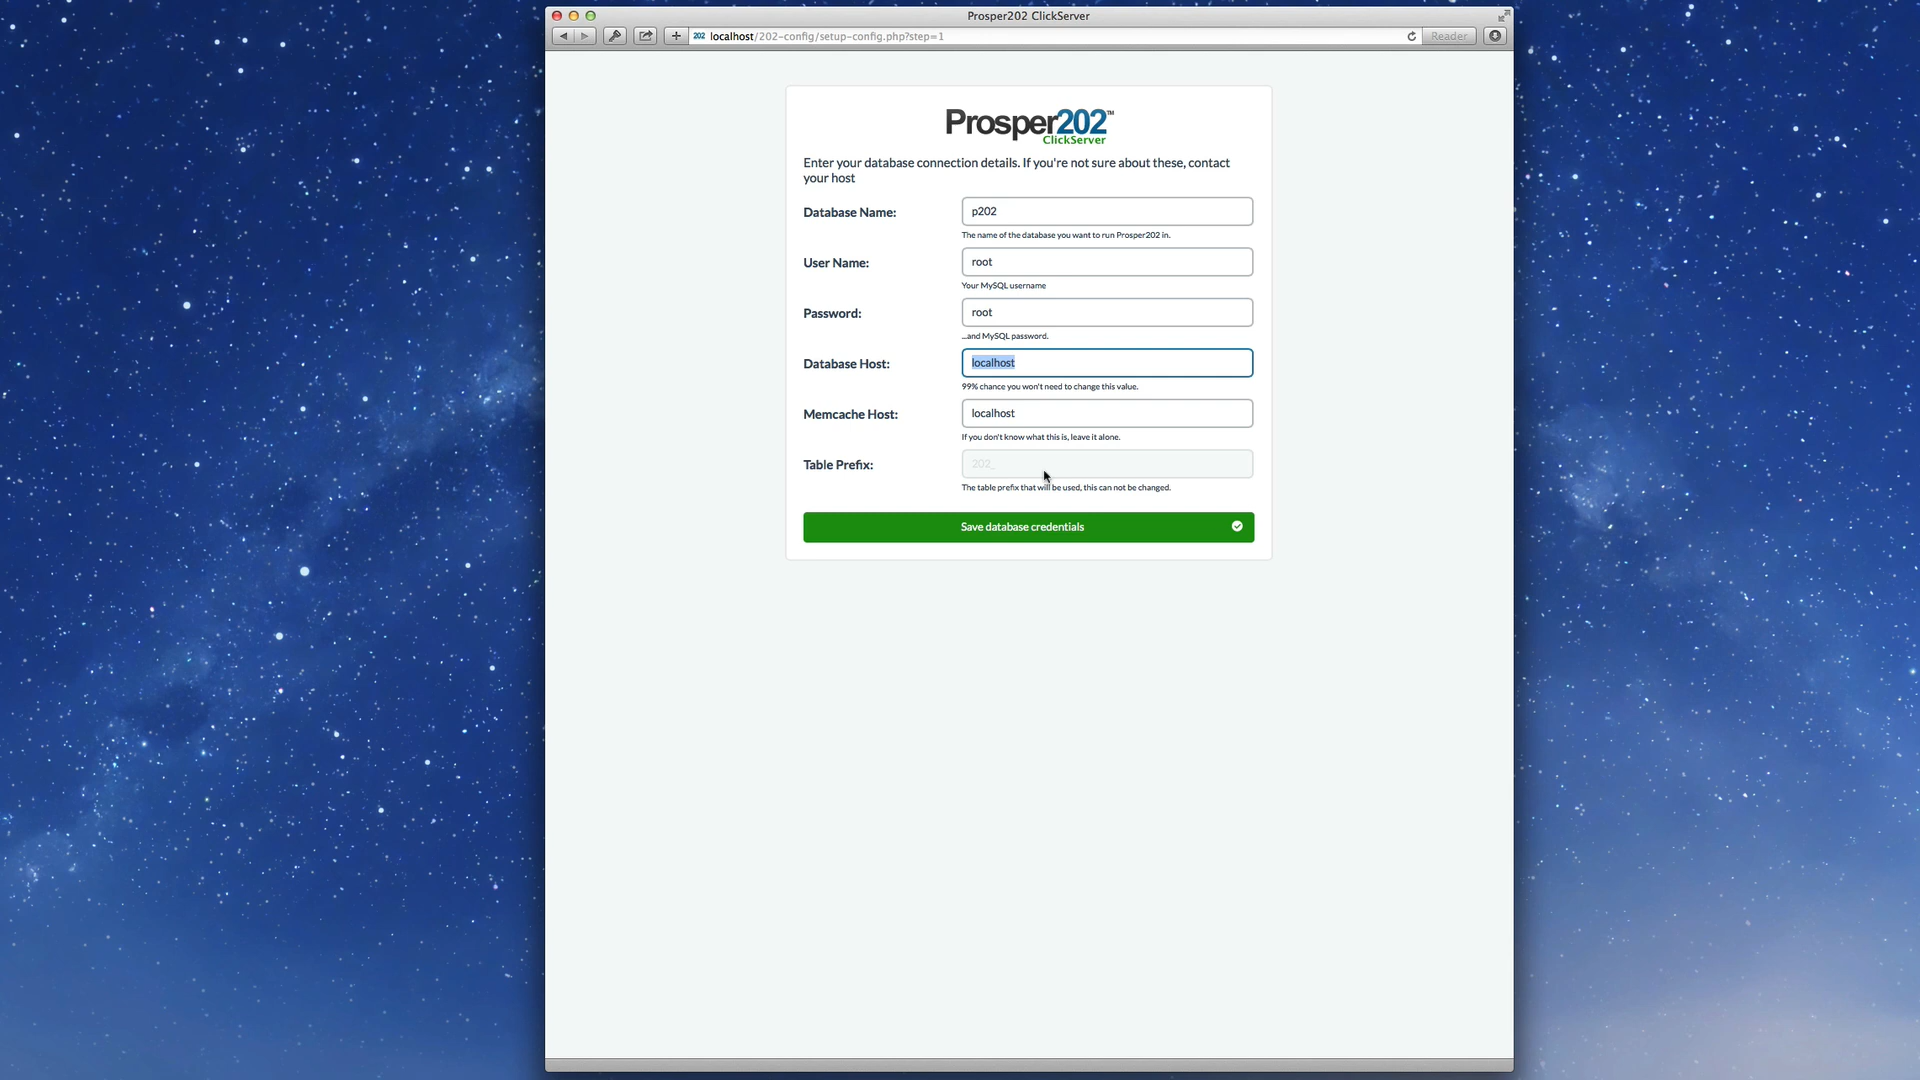 Prosper202 ClickServer
202 localhost/202-config/setup-config.php?step=1
Reader
Prosper202™
ClickServer
Enter your database connection details. If you're not sure about these, contact
your host
Database Name:
p202
The name of the database you want to run Prosper202 in.
User Name:
root
Your MySQL username
Password:
root
...and MySQL password.
Database Host:
localhost
99% chance you won't need to change this value.
Memcache Host:
localhost
If you don't know what this is, leave it alone.
Table Prefix:
202_
The table prefix that will be used, this can not be changed.
Save database credentials